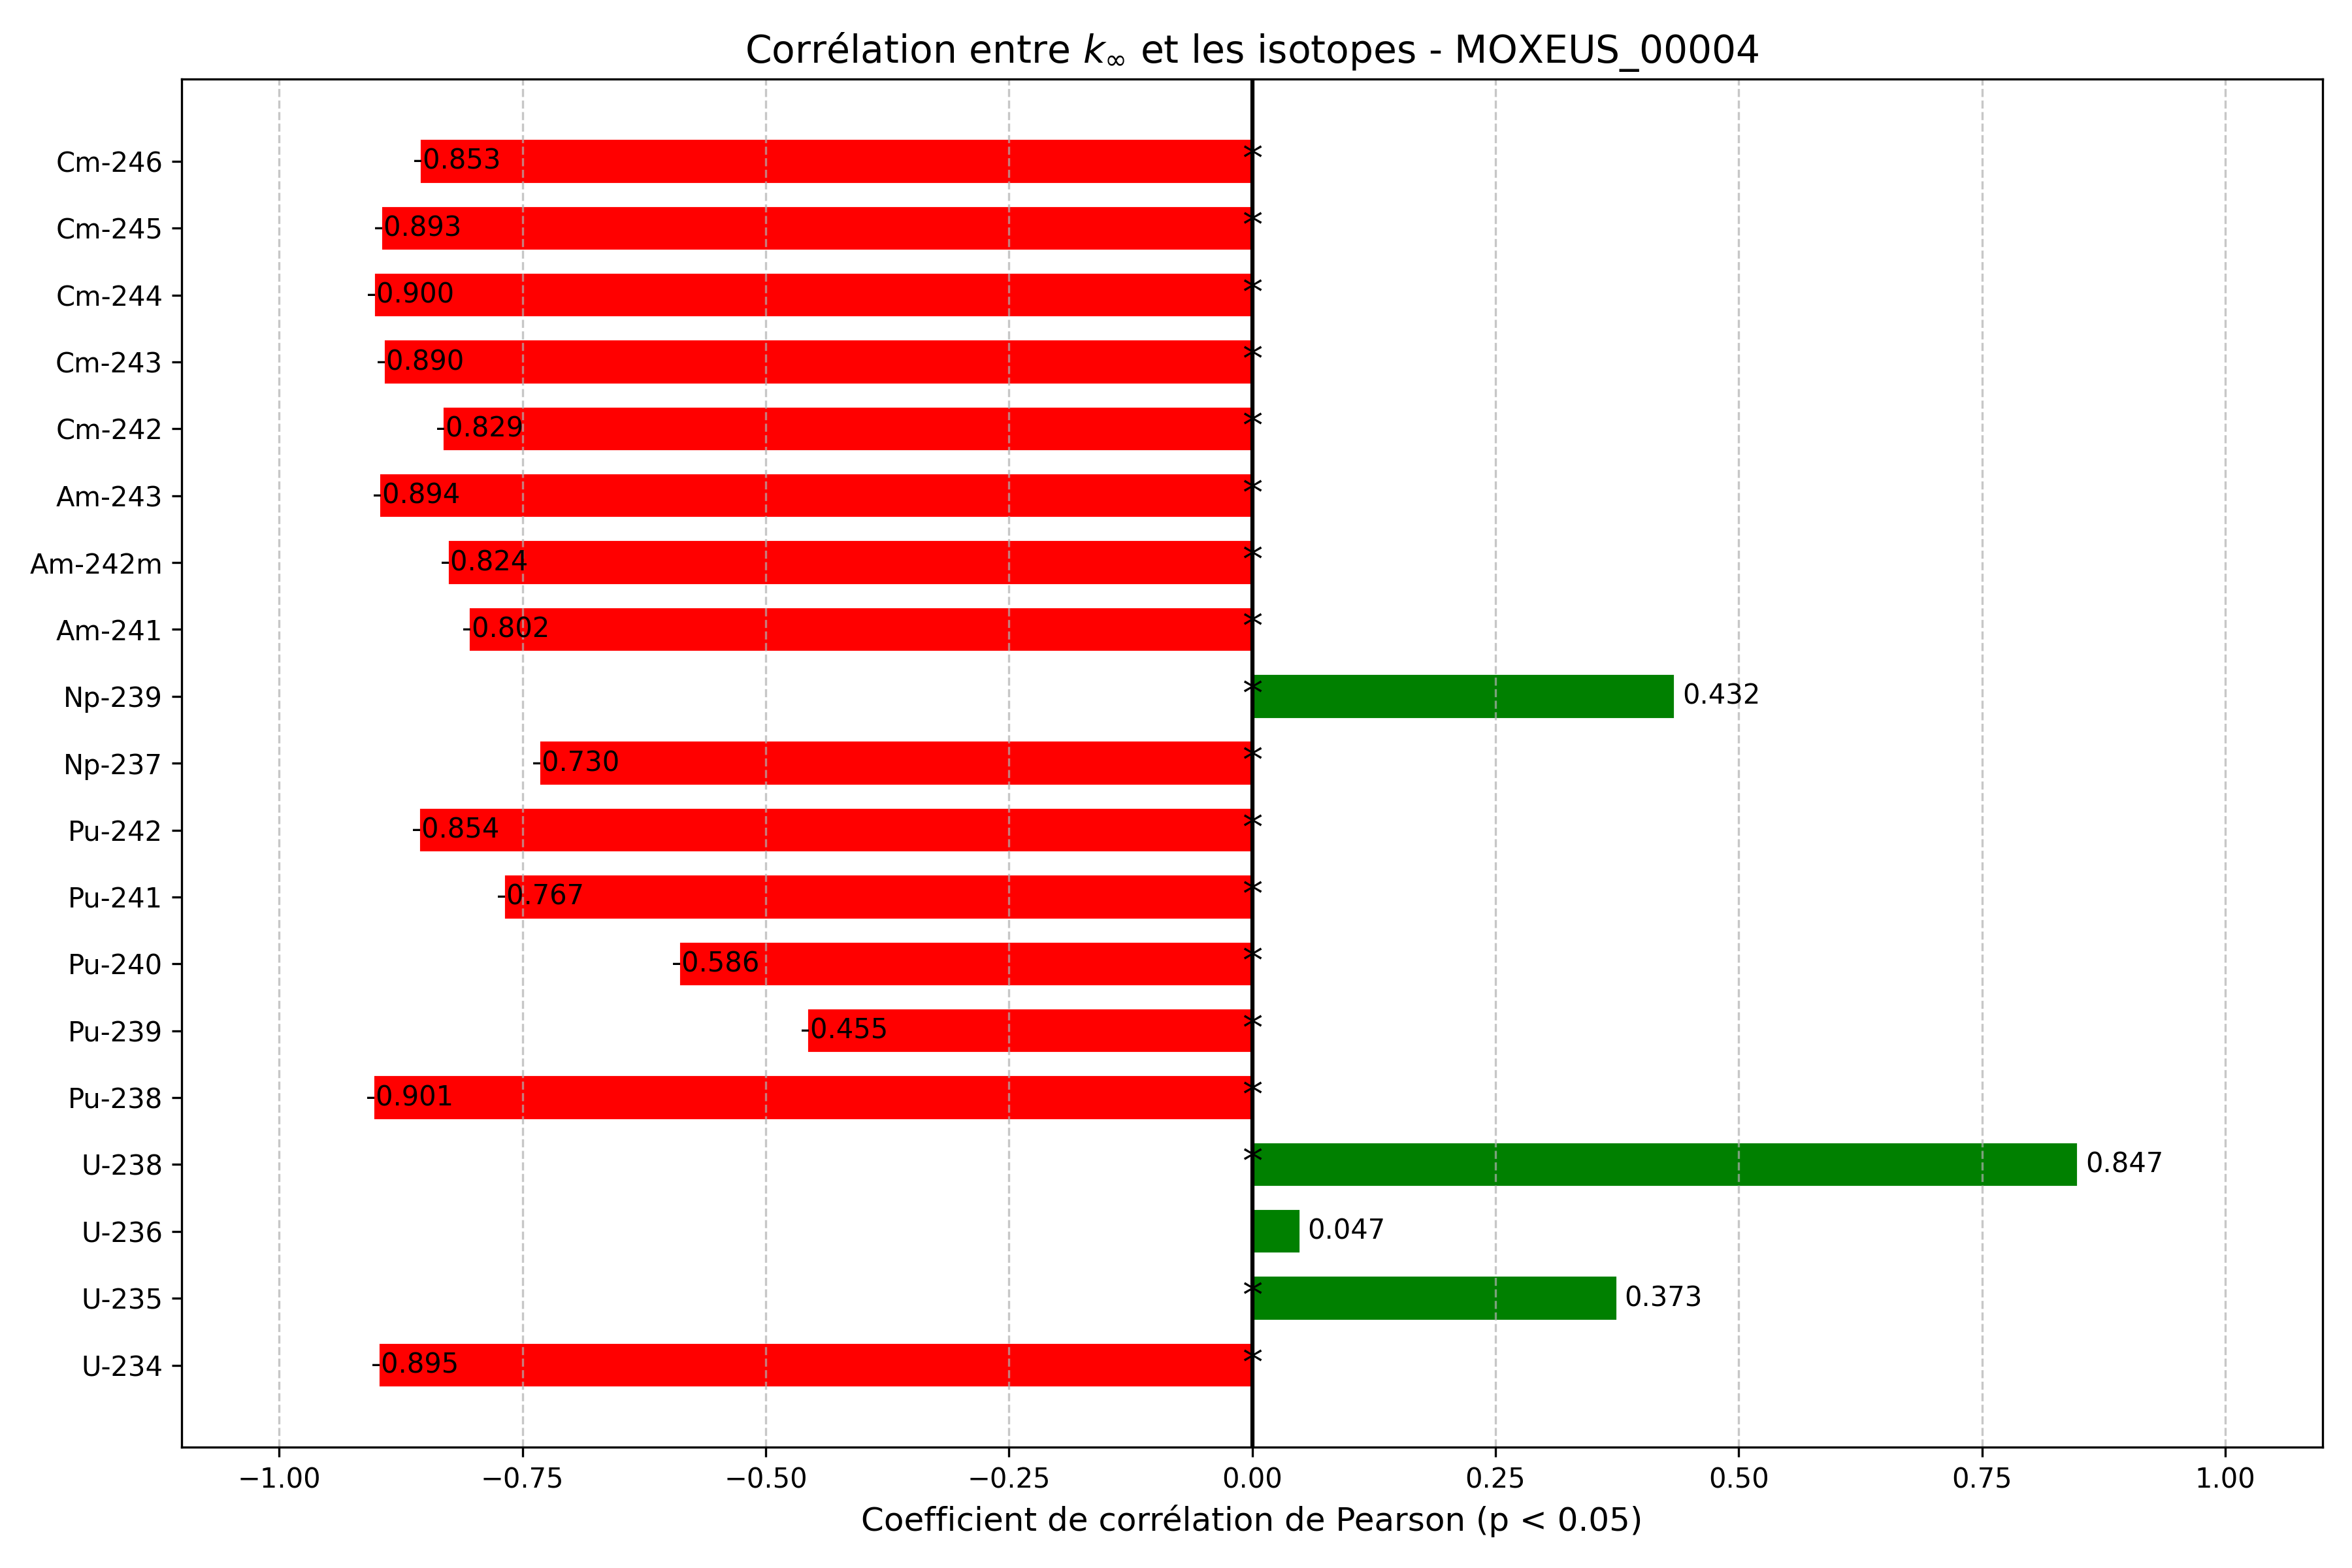 Corrélation entre k∞ et les isotopes - MOXEUS_00004
Cm-246 -0.853 *
Cm-245 -0.893 *
Cm-244 -0.900 *
Cm-243 -0.890 *
Cm-242 -0.829 *
Am-243 -0.894 *
Am-242m -0.824 *
Am-241 -0.802 *
Np-239 * 0.432
Np-237 -0.730 *
Pu-242 -0.854 *
Pu-241 -0.767 *
Pu-240 -0.586 *
Pu-239 -0.455 *
Pu-238 -0.901 *
U-238 * 0.847
U-236 0.047
U-235 * 0.373
U-234 -0.895 *
−1.00 −0.75 −0.50 −0.25 0.00 0.25 0.50 0.75 1.00
Coefficient de corrélation de Pearson (p < 0.05)